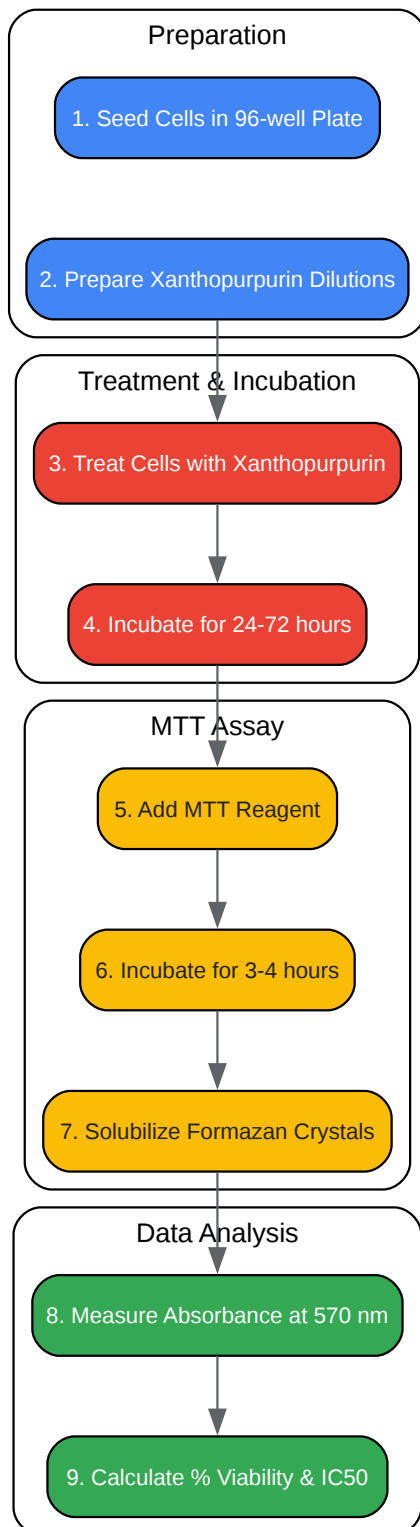 Preparation
1. Seed Cells in 96-well Plate
2. Prepare Xanthopurpurin Dilutions
Treatment & Incubation
3. Treat Cells with Xanthopurpurin
4. Incubate for 24-72 hours
MTT Assay
5. Add MTT Reagent
6. Incubate for 3-4 hours
7. Solubilize Formazan Crystals
Data Analysis
8. Measure Absorbance at 570 nm
9. Calculate % Viability & IC50